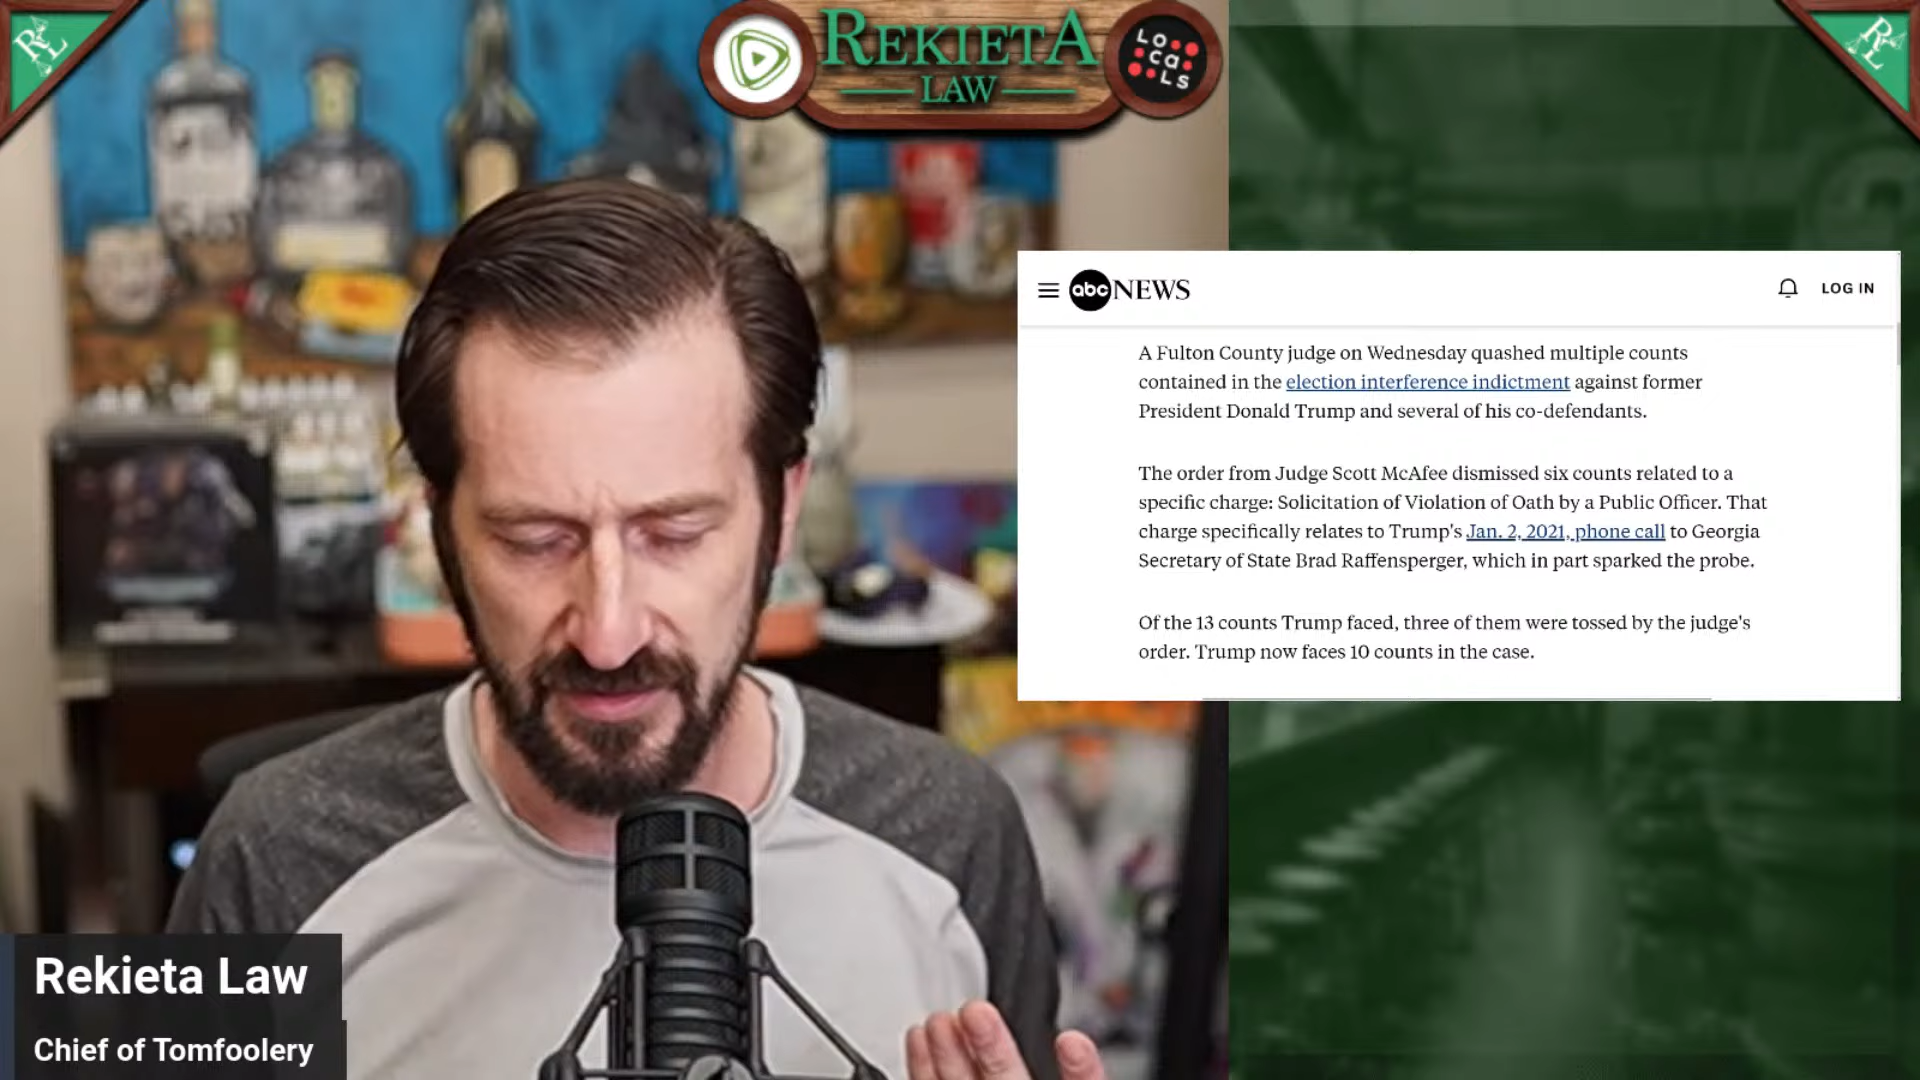 RL
REKIETA
LAW
LOcaLS
RL
abc NEWS
LOG IN
A Fulton County judge on Wednesday quashed multiple counts
contained in the election interference indictment against former
President Donald Trump and several of his co-defendants.
The order from Judge Scott McAfee dismissed six counts related to a
specific charge: Solicitation of Violation of Oath by a Public Officer. That
charge specifically relates to Trump's Jan. 2, 2021, phone call to Georgia
Secretary of State Brad Raffensperger, which in part sparked the probe.
Of the 13 counts Trump faced, three of them were tossed by the judge's
order. Trump now faces 10 counts in the case.
Rekieta Law
Chief of Tomfoolery